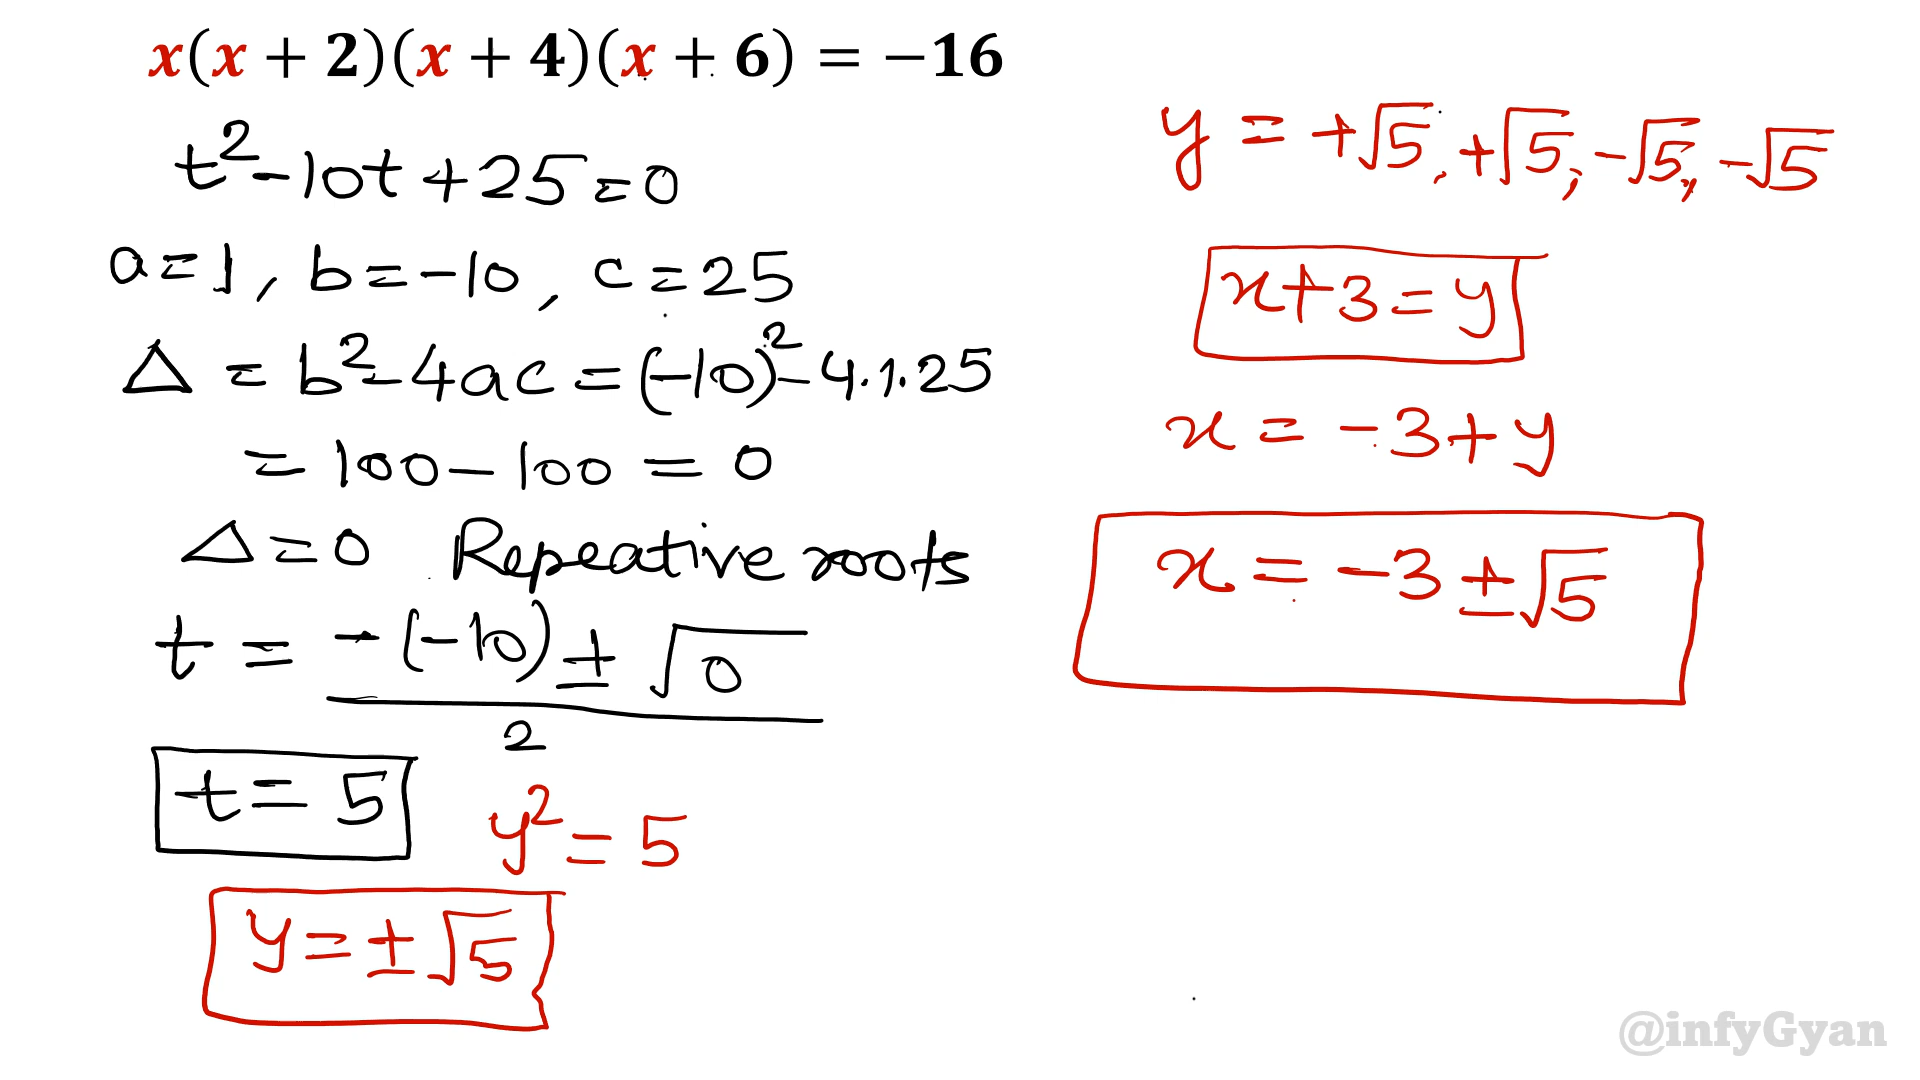 x(x + 2)(x + 4)(x + 6) = −16
t² - 10t + 25 = 0
a = 1, b = -10, c = 25
Δ = b² - 4ac = (-10)² - 4.1.25
= 100 - 100 = 0
Δ = 0 Repeative roots
t = (-(-10) ± √0) / 2
t = 5
y² = 5
y = ± √5
y = +√5, +√5, -√5, -√5
x + 3 = y
x = -3 + y
x = -3 ± √5
@infyGyan